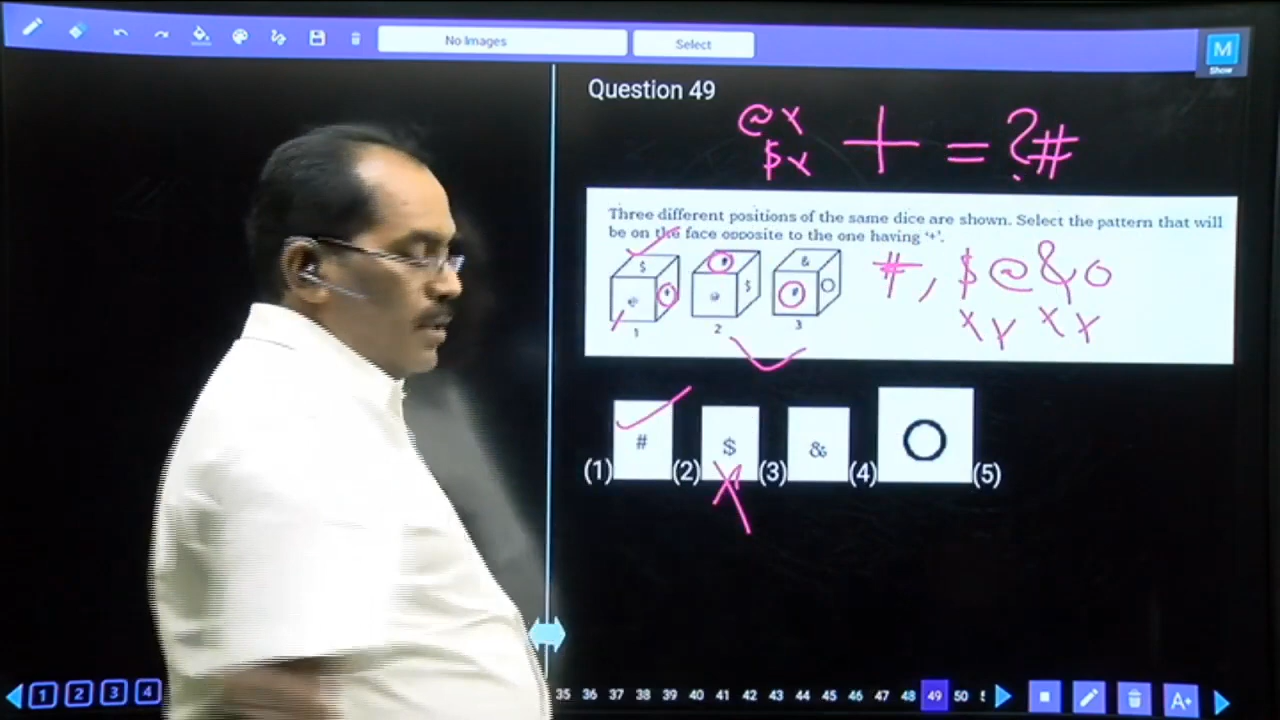 No Images
Select
M
Show
Question 49
@ x
$ x
+ = ? #
Three different positions of the same dice are shown. Select the pattern that will
be on the face opposite to the one having '+'.
$
@
+
1
#
@
$
2
&
#
○
3
#, $ @ & o
x x x x
(1) #
(2) $
(3) &
(4) ○
(5)
1 2 3 4
35 36 37 38 39 40 41 42 43 44 45 46 47 48 49 50
A+